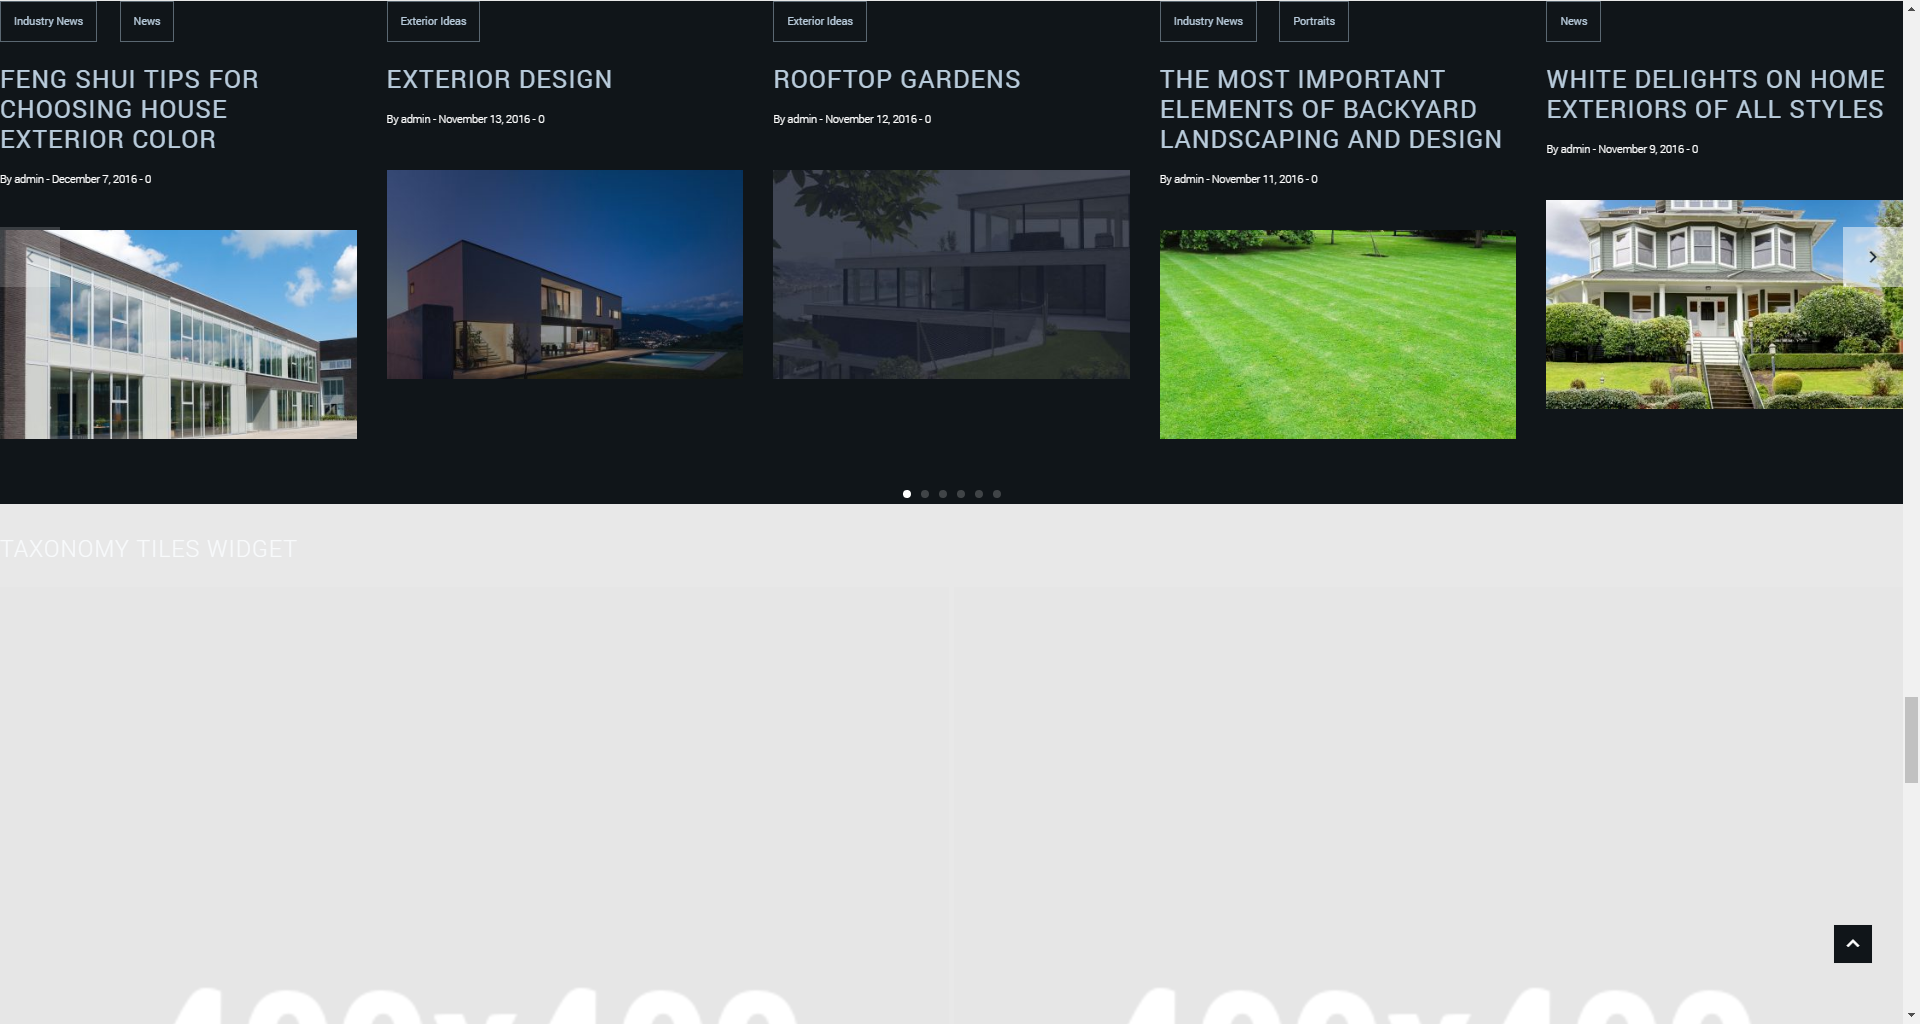 Industry News
News
FENG SHUI TIPS FOR
CHOOSING HOUSE
EXTERIOR COLOR
By admin - December 7, 2016 - 0
Exterior Ideas
EXTERIOR DESIGN
By admin - November 13, 2016 - 0
Exterior Ideas
ROOFTOP GARDENS
By admin - November 12, 2016 - 0
Industry News
Portraits
THE MOST IMPORTANT
ELEMENTS OF BACKYARD
LANDSCAPING AND DESIGN
By admin - November 11, 2016 - 0
News
WHITE DELIGHTS ON HOME
EXTERIORS OF ALL STYLES
By admin - November 9, 2016 - 0
TAXONOMY TILES WIDGET